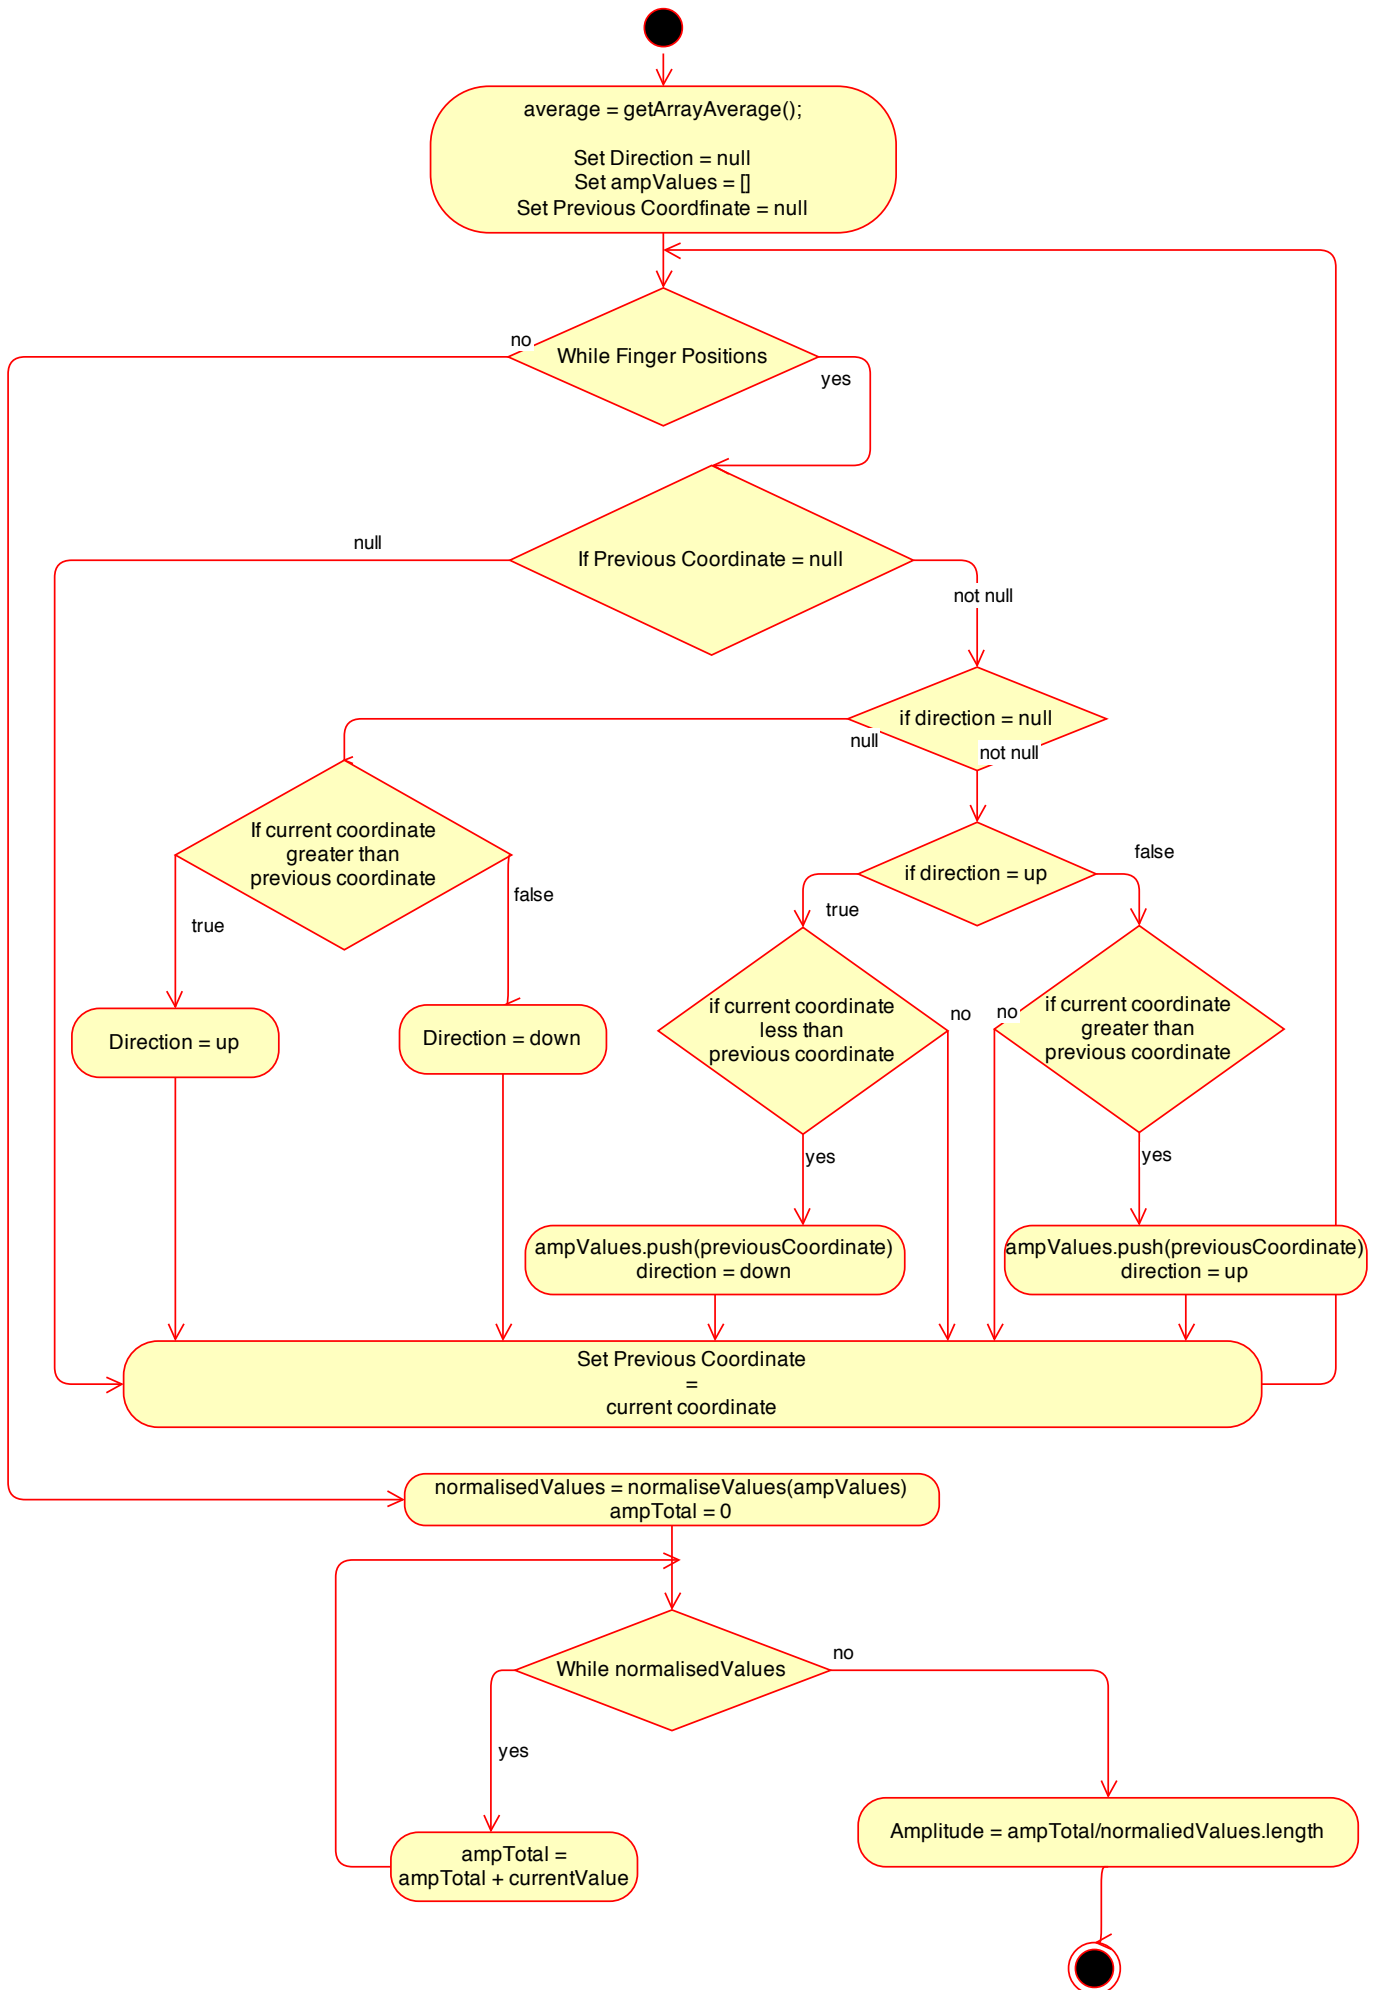 average = getArrayAverage();
Set Direction = null
Set ampValues = []
Set Previous Coordfinate = null
no
While Finger Positions
yes
null
If Previous Coordinate = null
not null
if direction = null
null
not null
If current coordinate
greater than
previous coordinate
true
false
if direction = up
true
false
Direction = up
Direction = down
if current coordinate
less than
previous coordinate
no
yes
no
if current coordinate
greater than
previous coordinate
yes
ampValues.push(previousCoordinate)
direction = down
ampValues.push(previousCoordinate)
direction = up
Set Previous Coordinate
=
current coordinate
normalisedValues = normaliseValues(ampValues)
ampTotal = 0
While normalisedValues
no
yes
ampTotal =
ampTotal + currentValue
Amplitude = ampTotal/normaliedValues.length